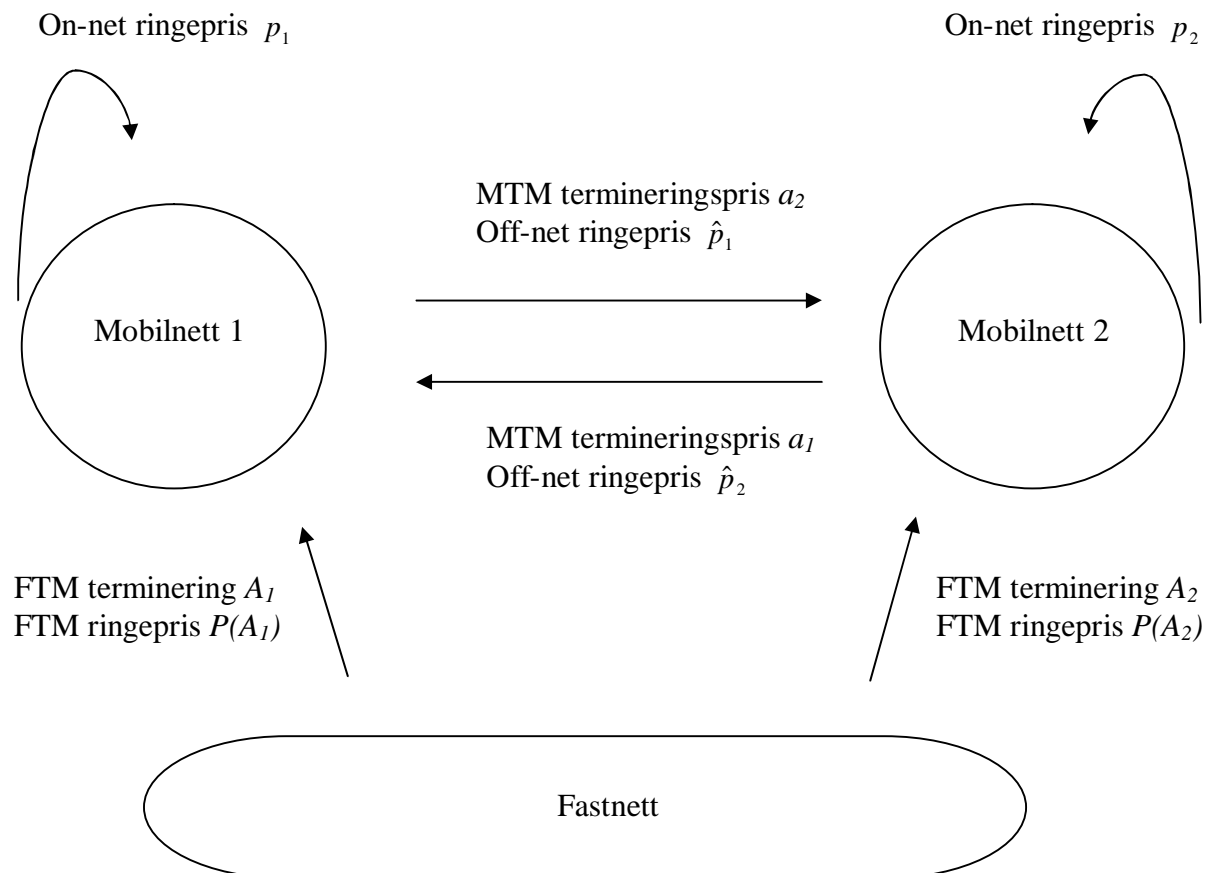 On-net ringepris p₁
On-net ringepris p₂
MTM termineringspris a₂
Off-net ringepris p̂₁
Mobilnett 1
Mobilnett 2
MTM termineringspris a₁
Off-net ringepris p̂₂
FTM terminering A₁
FTM ringepris P(A₁)
FTM terminering A₂
FTM ringepris P(A₂)
Fastnett